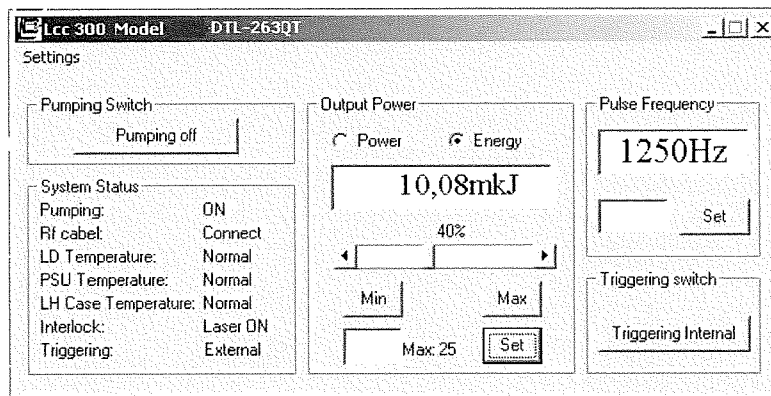 Lcc 300 Model DTL-263QT
Settings
Pumping Switch
Pumping off
System Status
Pumping: ON
Rf cabel: Connect
LD Temperature: Normal
PSU Temperature: Normal
LH Case Temperature: Normal
Interlock: Laser ON
Triggering: External
Output Power
Power Energy
10,08mkJ
40%
Min Max
Max: 25 Set
Pulse Frequency
1250Hz
Set
Triggering switch
Triggering Internal